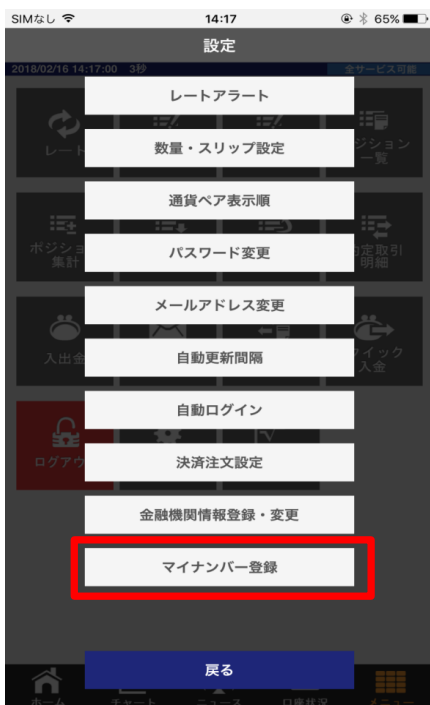 SIMなし 14:17 65%
設定
2018/02/16 14:17:00 3秒 全サービス可能
レートアラート
数量・スリップ設定
通貨ペア表示順
パスワード変更
メールアドレス変更
自動更新間隔
自動ログイン
決済注文設定
金融機関情報登録・変更
マイナンバー登録
戻る
レート
ジション
一覧
ポジショ
集計
約定取引
明細
入出金
イック
入金
ログアウ
ホーム チャート ニュース 口座状況 メニュー